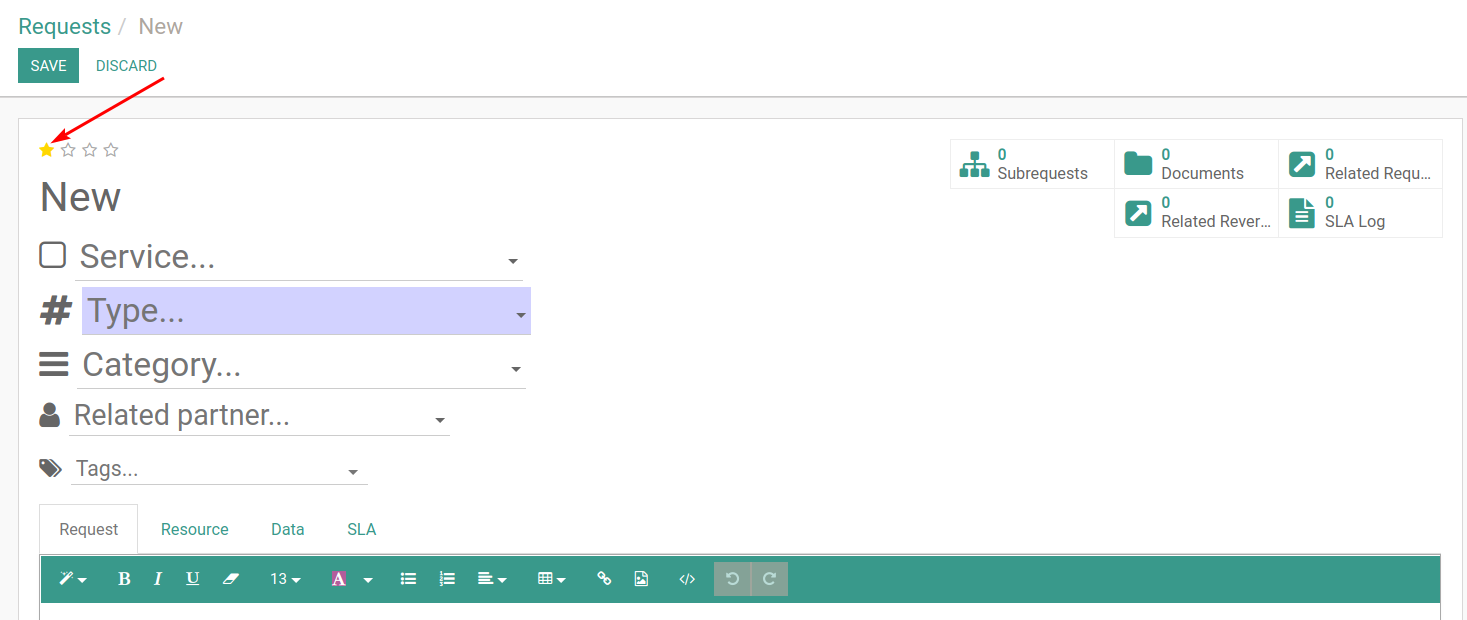 Requests / New
SAVE DISCARD
New
0
Subrequests
0
Documents
0
Related Requ...
0
Related Rever...
0
SLA Log
Service...
Type...
Category...
Related partner...
Tags...
Request Resource Data SLA
B I U 13 A